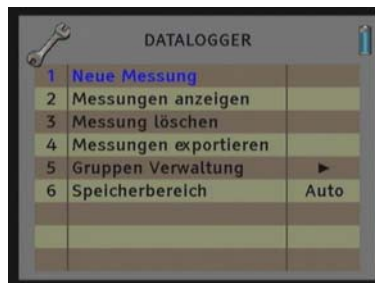 DATALOGGER
1 Neue Messung
2 Messungen anzeigen
3 Messung löschen
4 Messungen exportieren
5 Gruppen Verwaltung ►
6 Speicherbereich Auto